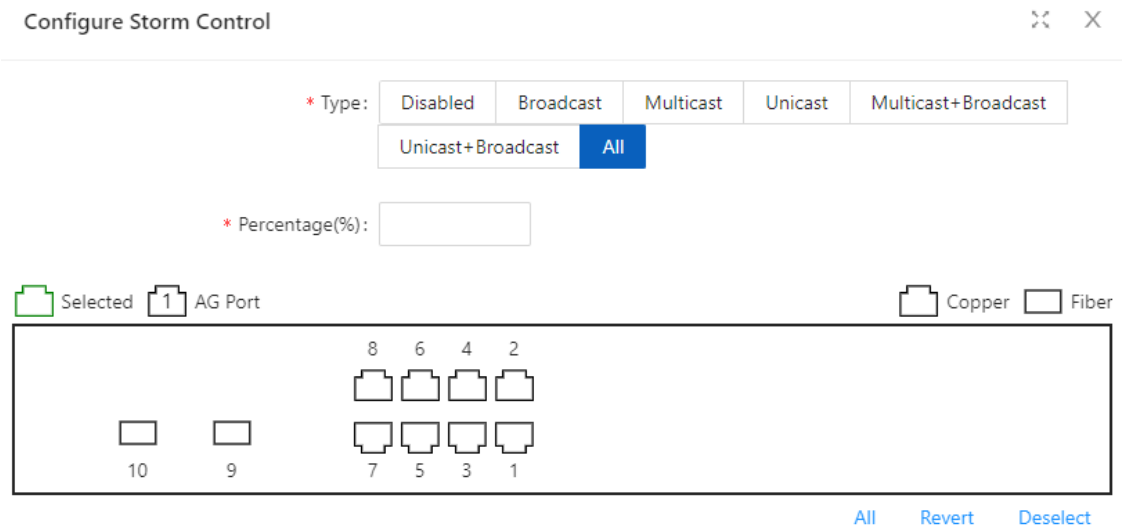 Configure Storm Control
* Type: Disabled Broadcast Multicast Unicast Multicast+Broadcast
Unicast+Broadcast All
* Percentage(%):
Selected 1 AG Port Copper Fiber
8 6 4 2
10 9 7 5 3 1
All Revert Deselect